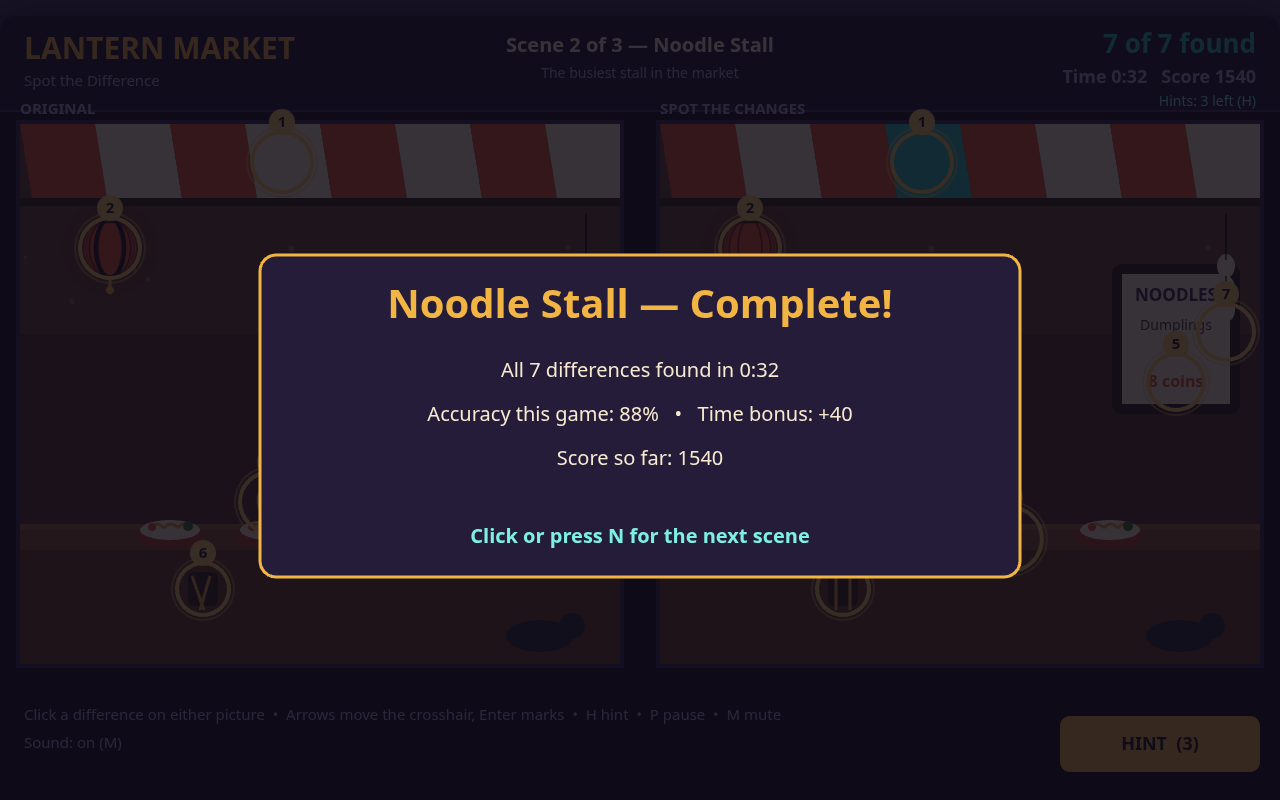 LANTERN MARKET
Spot the Difference
Scene 2 of 3 — Noodle Stall
The busiest stall in the market
7 of 7 found
Time 0:32 Score 1540
Hints: 3 left (H)
ORIGINAL
SPOT THE CHANGES
1
1
2
2
NOODLES
7
Dumplings
5
8 coins
6
Noodle Stall — Complete!
All 7 differences found in 0:32
Accuracy this game: 88% • Time bonus: +40
Score so far: 1540
Click or press N for the next scene
Click a difference on either picture • Arrows move the crosshair, Enter marks • H hint • P pause • M mute
Sound: on (M)
HINT (3)